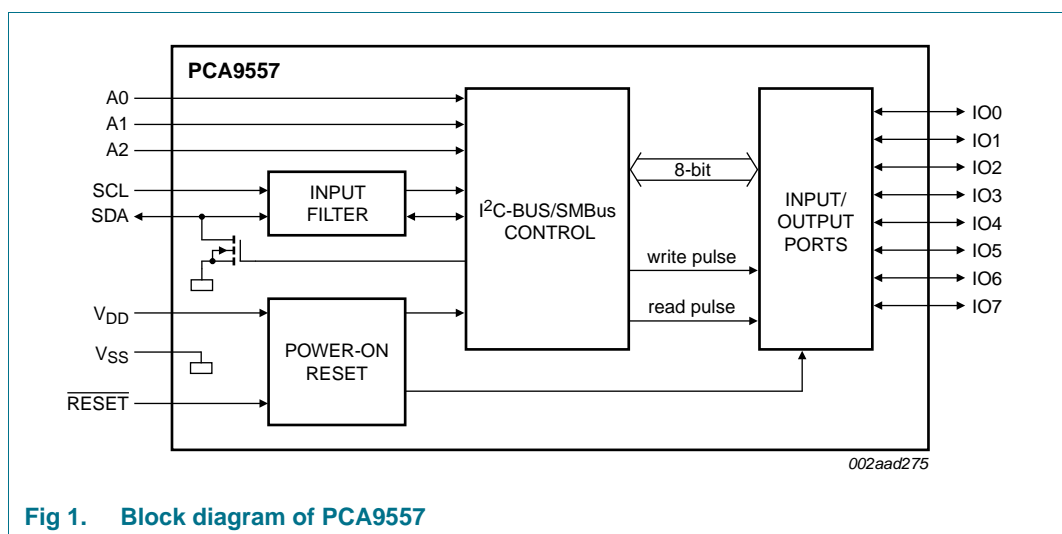 PCA9557
A0
A1
A2
SCL
SDA
INPUT
FILTER
I²C-BUS/SMBus
CONTROL
8-bit
write pulse
read pulse
INPUT/
OUTPUT
PORTS
IO0
IO1
IO2
IO3
IO4
IO5
IO6
IO7
VDD
VSS
RESET
POWER-ON
RESET
002aad275
Fig 1. Block diagram of PCA9557